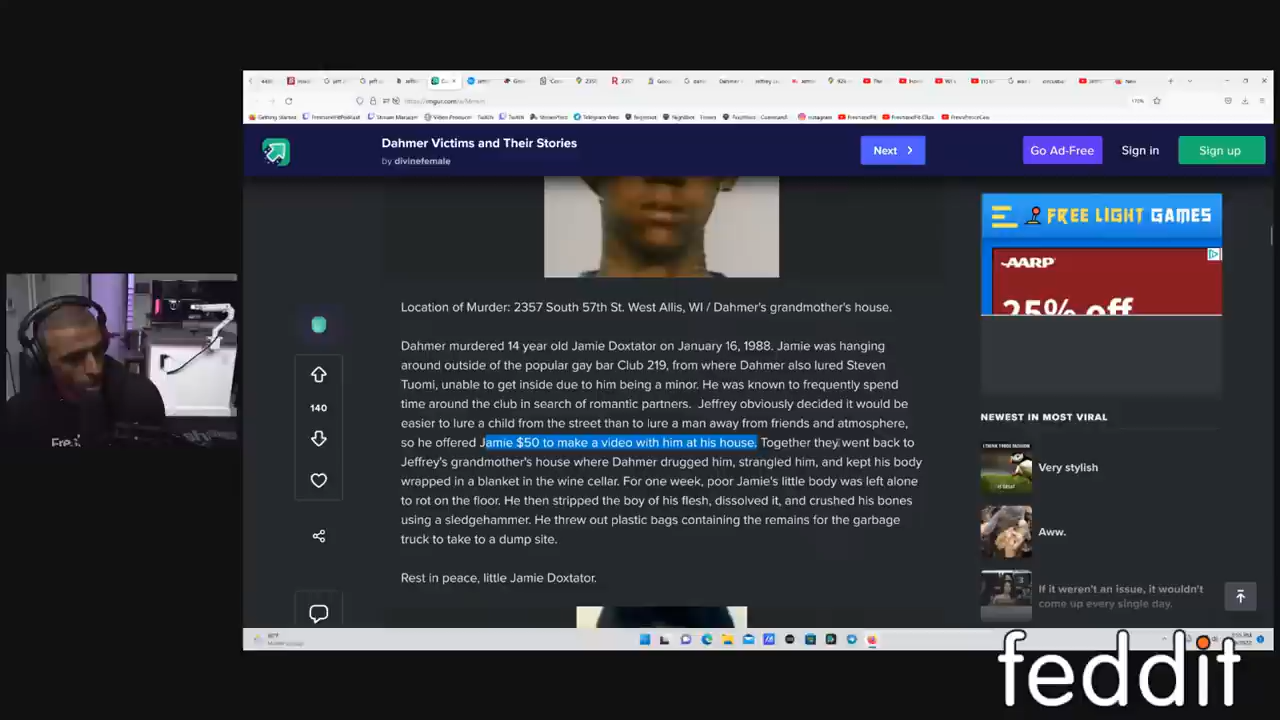 https://imgur.com/a/
Getting Started
Stream Manager
Dahmer Victims and Their Stories
by divinefemale
Next
Go Ad-Free
Sign in
Sign up
FREE LIGHT GAMES
AARP
25% off
Location of Murder: 2357 South 57th St. West Allis, WI / Dahmer's grandmother's house.
Dahmer murdered 14 year old Jamie Doxtator on January 16, 1988. Jamie was hanging
around outside of the popular gay bar Club 219, from where Dahmer also lured Steven
Tuomi, unable to get inside due to him being a minor. He was known to frequently spend
time around the club in search of romantic partners. Jeffrey obviously decided it would be
easier to lure a child from the street than to lure a man away from friends and atmosphere,
so he offered Jamie $50 to make a video with him at his house. Together they went back to
Jeffrey's grandmother's house where Dahmer drugged him, strangled him, and kept his body
wrapped in a blanket in the wine cellar. For one week, poor Jamie's little body was left alone
to rot on the floor. He then stripped the boy of his flesh, dissolved it, and crushed his bones
using a sledgehammer. He threw out plastic bags containing the remains for the garbage
truck to take to a dump site.
Rest in peace, little Jamie Doxtator.
140
NEWEST IN MOST VIRAL
Very stylish
Aww.
If it weren't an issue, it wouldn't
come up every single day.
feddit